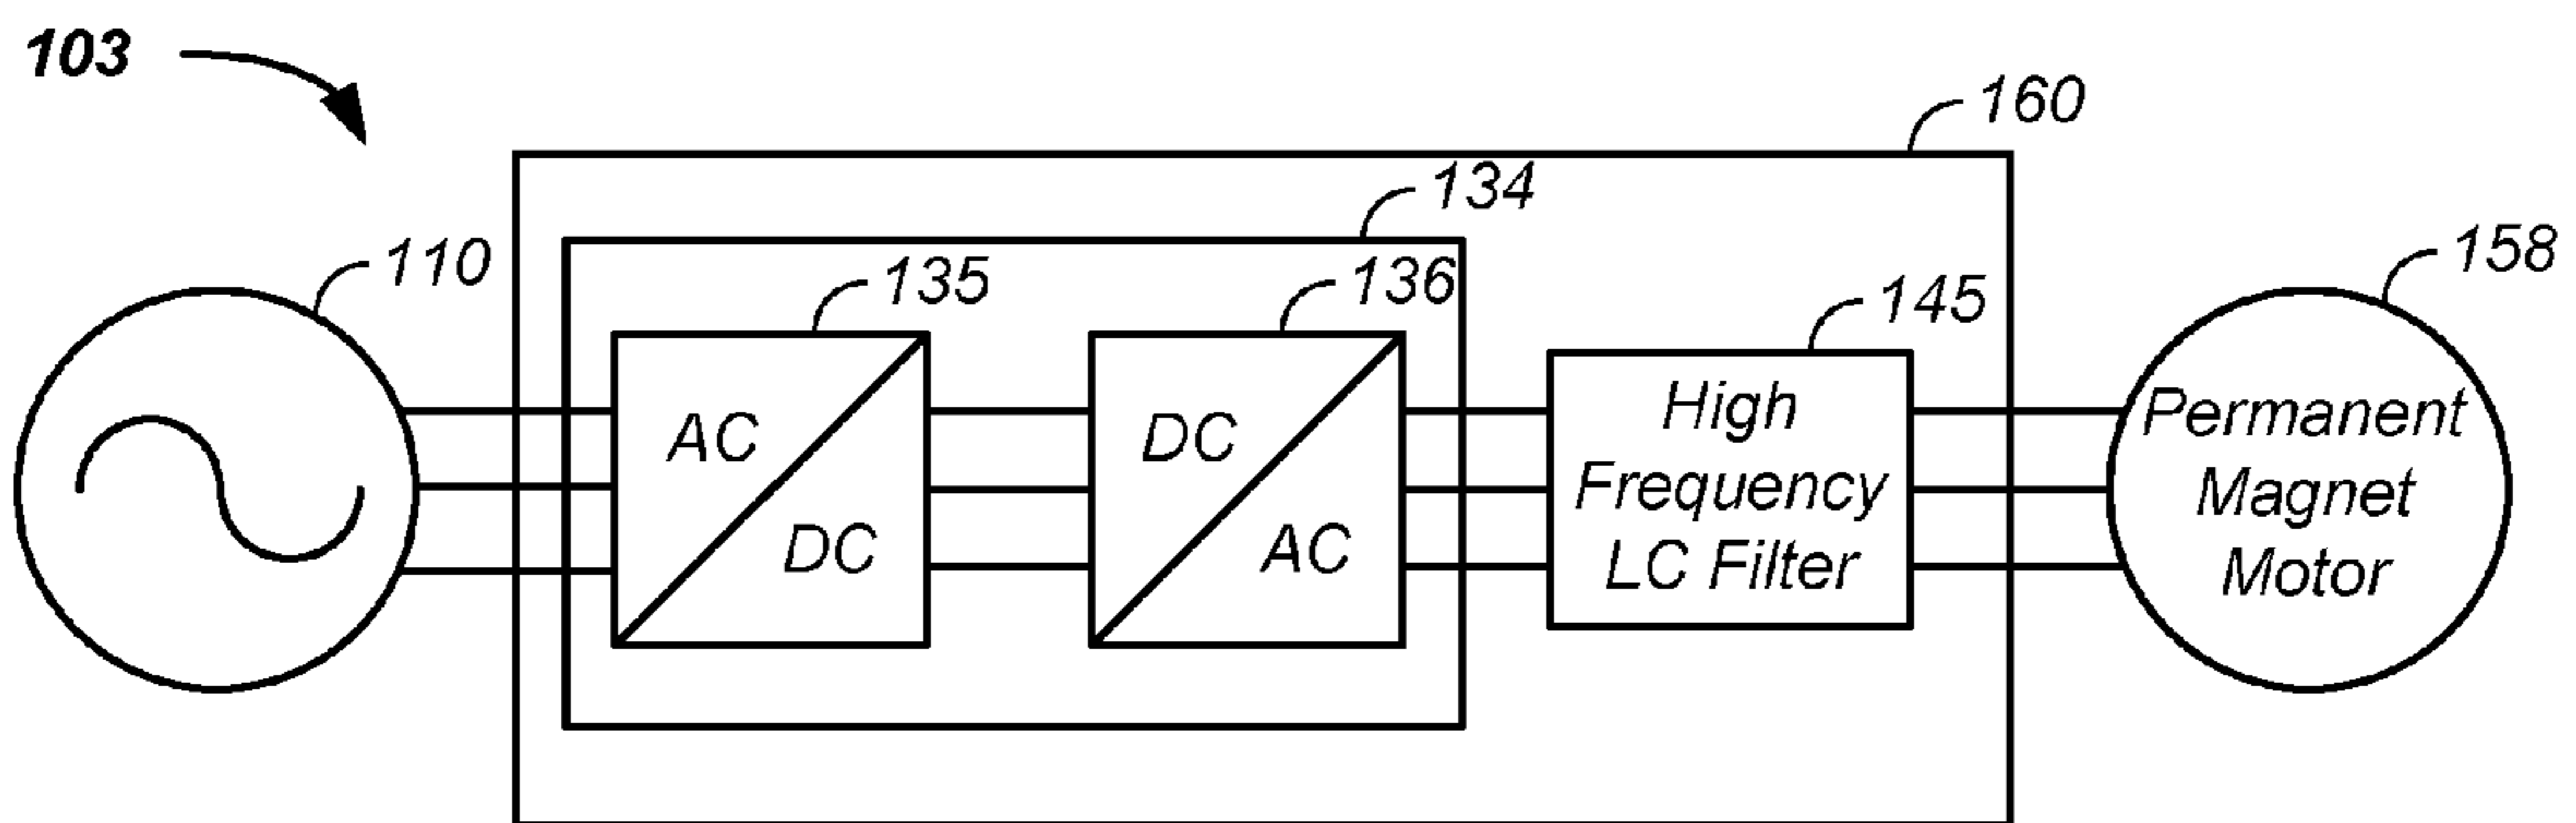 103
160
134
110
135
136
145
158
AC
DC
DC
AC
High
Frequency
LC Filter
Permanent
Magnet
Motor